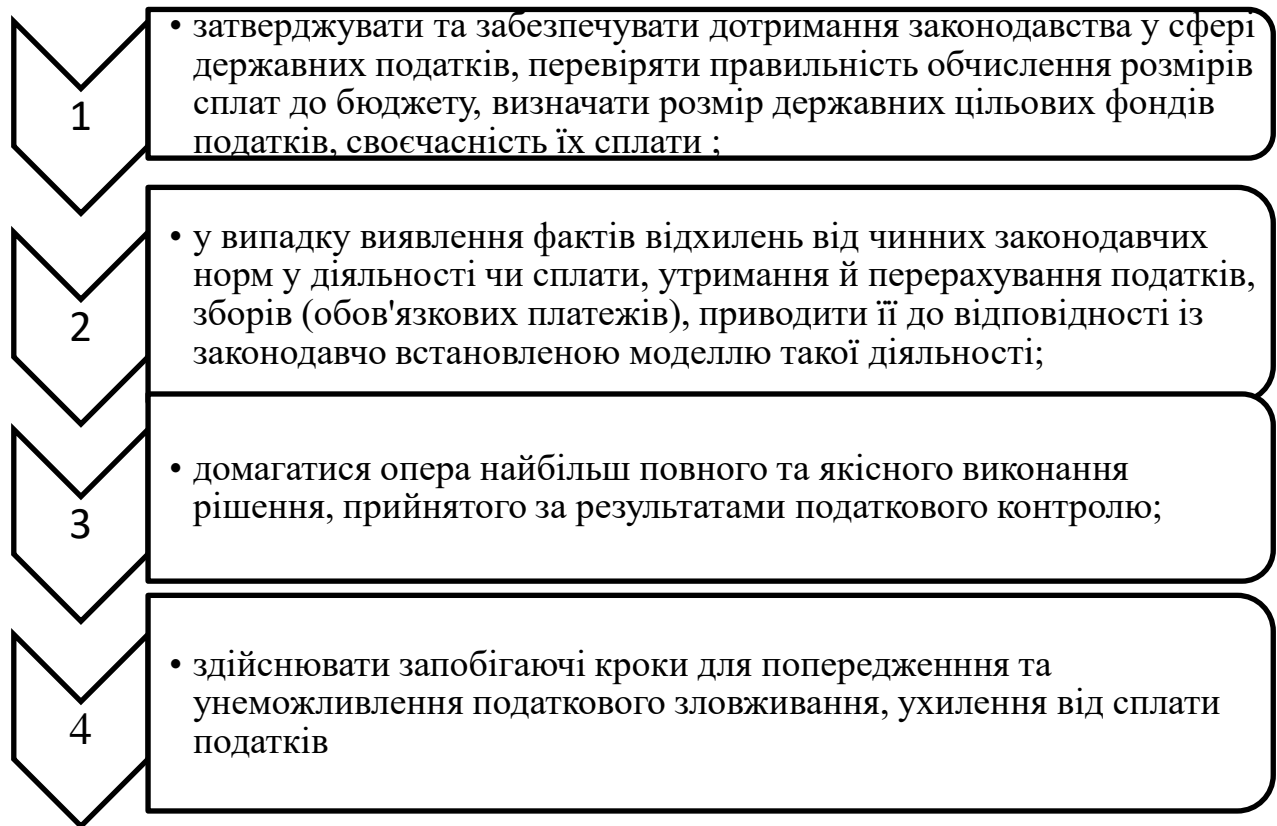 1
• затверджувати та забезпечувати дотримання законодавства у сфері
державних податків, перевіряти правильність обчислення розмірів
сплат до бюджету, визначати розмір державних цільових фондів
податків, своєчасність їх сплати ;
2
• у випадку виявлення фактів відхилень від чинних законодавчих
норм у діяльності чи сплати, утримання й перерахування податків,
зборів (обов'язкових платежів), приводити її до відповідності із
законодавчо встановленою моделлю такої діяльності;
3
• домагатися опера найбільш повного та якісного виконання
рішення, прийнятого за результатами податкового контролю;
4
• здійснювати запобігаючі кроки для попередженння та
унеможливлення податкового зловживання, ухилення від сплати
податків